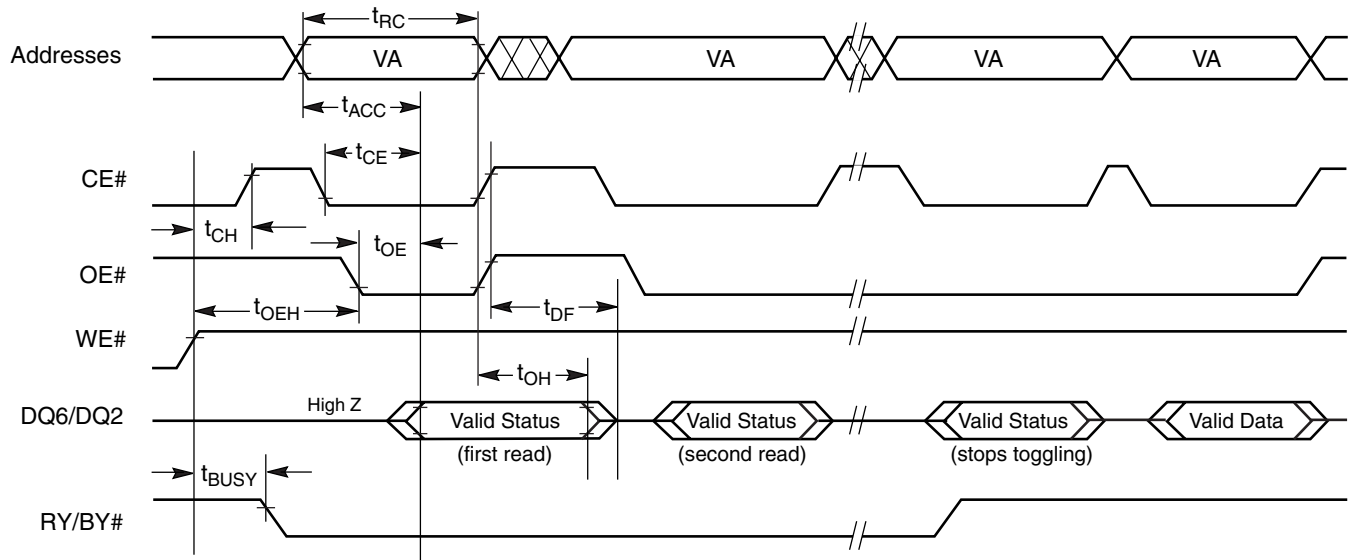 tRC
Addresses VA VA VA VA
tACC
tCE
CE#
tCH tOE
OE#
tOEH tDF
WE#
tOH
High Z
DQ6/DQ2 Valid Status Valid Status Valid Status Valid Data
(first read) (second read) (stops toggling)
tBUSY
RY/BY#